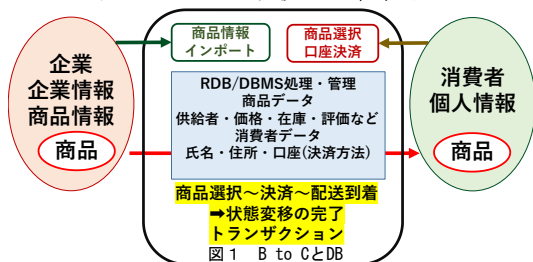 企業
企業情報
商品情報
商品
商品情報
インポート
商品選択
口座決済
RDB/DBMS処理・管理
商品データ
供給者・価格・在庫・評価など
消費者データ
氏名・住所・口座(決済方法)
商品選択～決済～配送到着
➡状態変移の完了
トランザクション
図１　B to CとDB
消費者
個人情報
商品